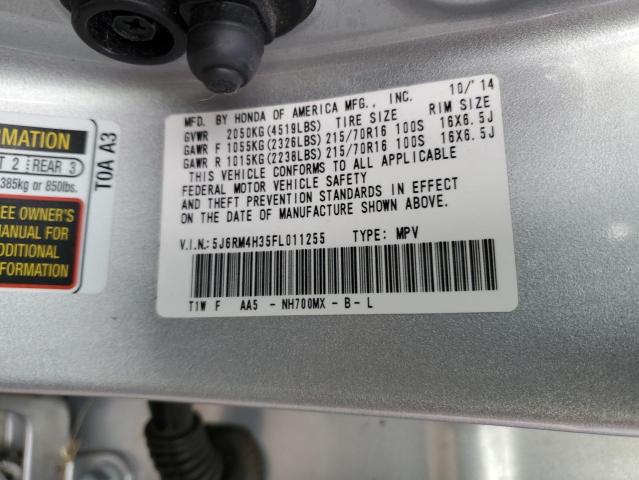 MFD. BY HONDA OF AMERICA MFG., INC. 10/'14
GVWR 2050KG(4519LBS) TIRE SIZE RIM SIZE
GAWR F 1055KG(2326LBS) 215/70R16 100S 16X6.5J
GAWR R 1015KG(2238LBS) 215/70R16 100S 16X6.5J
THIS VEHICLE CONFORMS TO ALL APPLICABLE
FEDERAL MOTOR VEHICLE SAFETY
AND THEFT PREVENTION STANDARDS IN EFFECT
ON THE DATE OF MANUFACTURE SHOWN ABOVE.
V.I.N.:5J6RM4H35FL011255 TYPE: MPV
T1W F AA5 - NH700MX - B - L
T0A A3
RMATION
T 2 REAR 3
385kg or 850lbs.
EE OWNER'S
MANUAL FOR
DDITIONAL
FORMATION